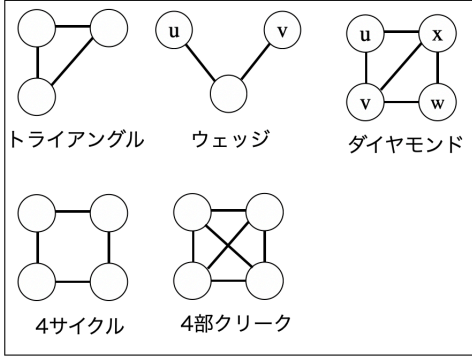 u v u x
v w
トライアングル ウェッジ ダイヤモンド
4サイクル 4部クリーク